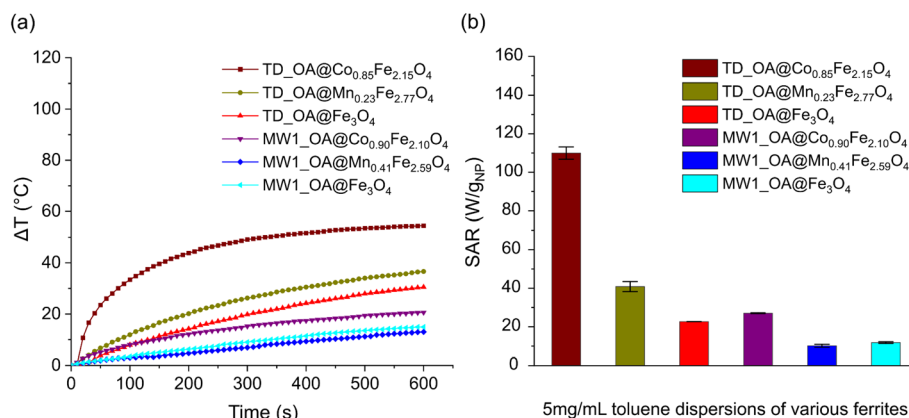 (a)
120
100
80
60
40
20
0
ΔT (°C)
0 100 200 300 400 500 600
Time (s)
TD_OA@Co₀.₈₅Fe₂.₁₅O₄
TD_OA@Mn₀.₂₃Fe₂.₇₇O₄
TD_OA@Fe₃O₄
MW1_OA@Co₀.₉₀Fe₂.₁₀O₄
MW1_OA@Mn₀.₄₁Fe₂.₅₉O₄
MW1_OA@Fe₃O₄
(b)
160
140
120
100
80
60
40
20
0
SAR (W/g_NP)
TD_OA@Co₀.₈₅Fe₂.₁₅O₄
TD_OA@Mn₀.₂₃Fe₂.₇₇O₄
TD_OA@Fe₃O₄
MW1_OA@Co₀.₉₀Fe₂.₁₀O₄
MW1_OA@Mn₀.₄₁Fe₂.₅₉O₄
MW1_OA@Fe₃O₄
5mg/mL toluene dispersions of various ferrites